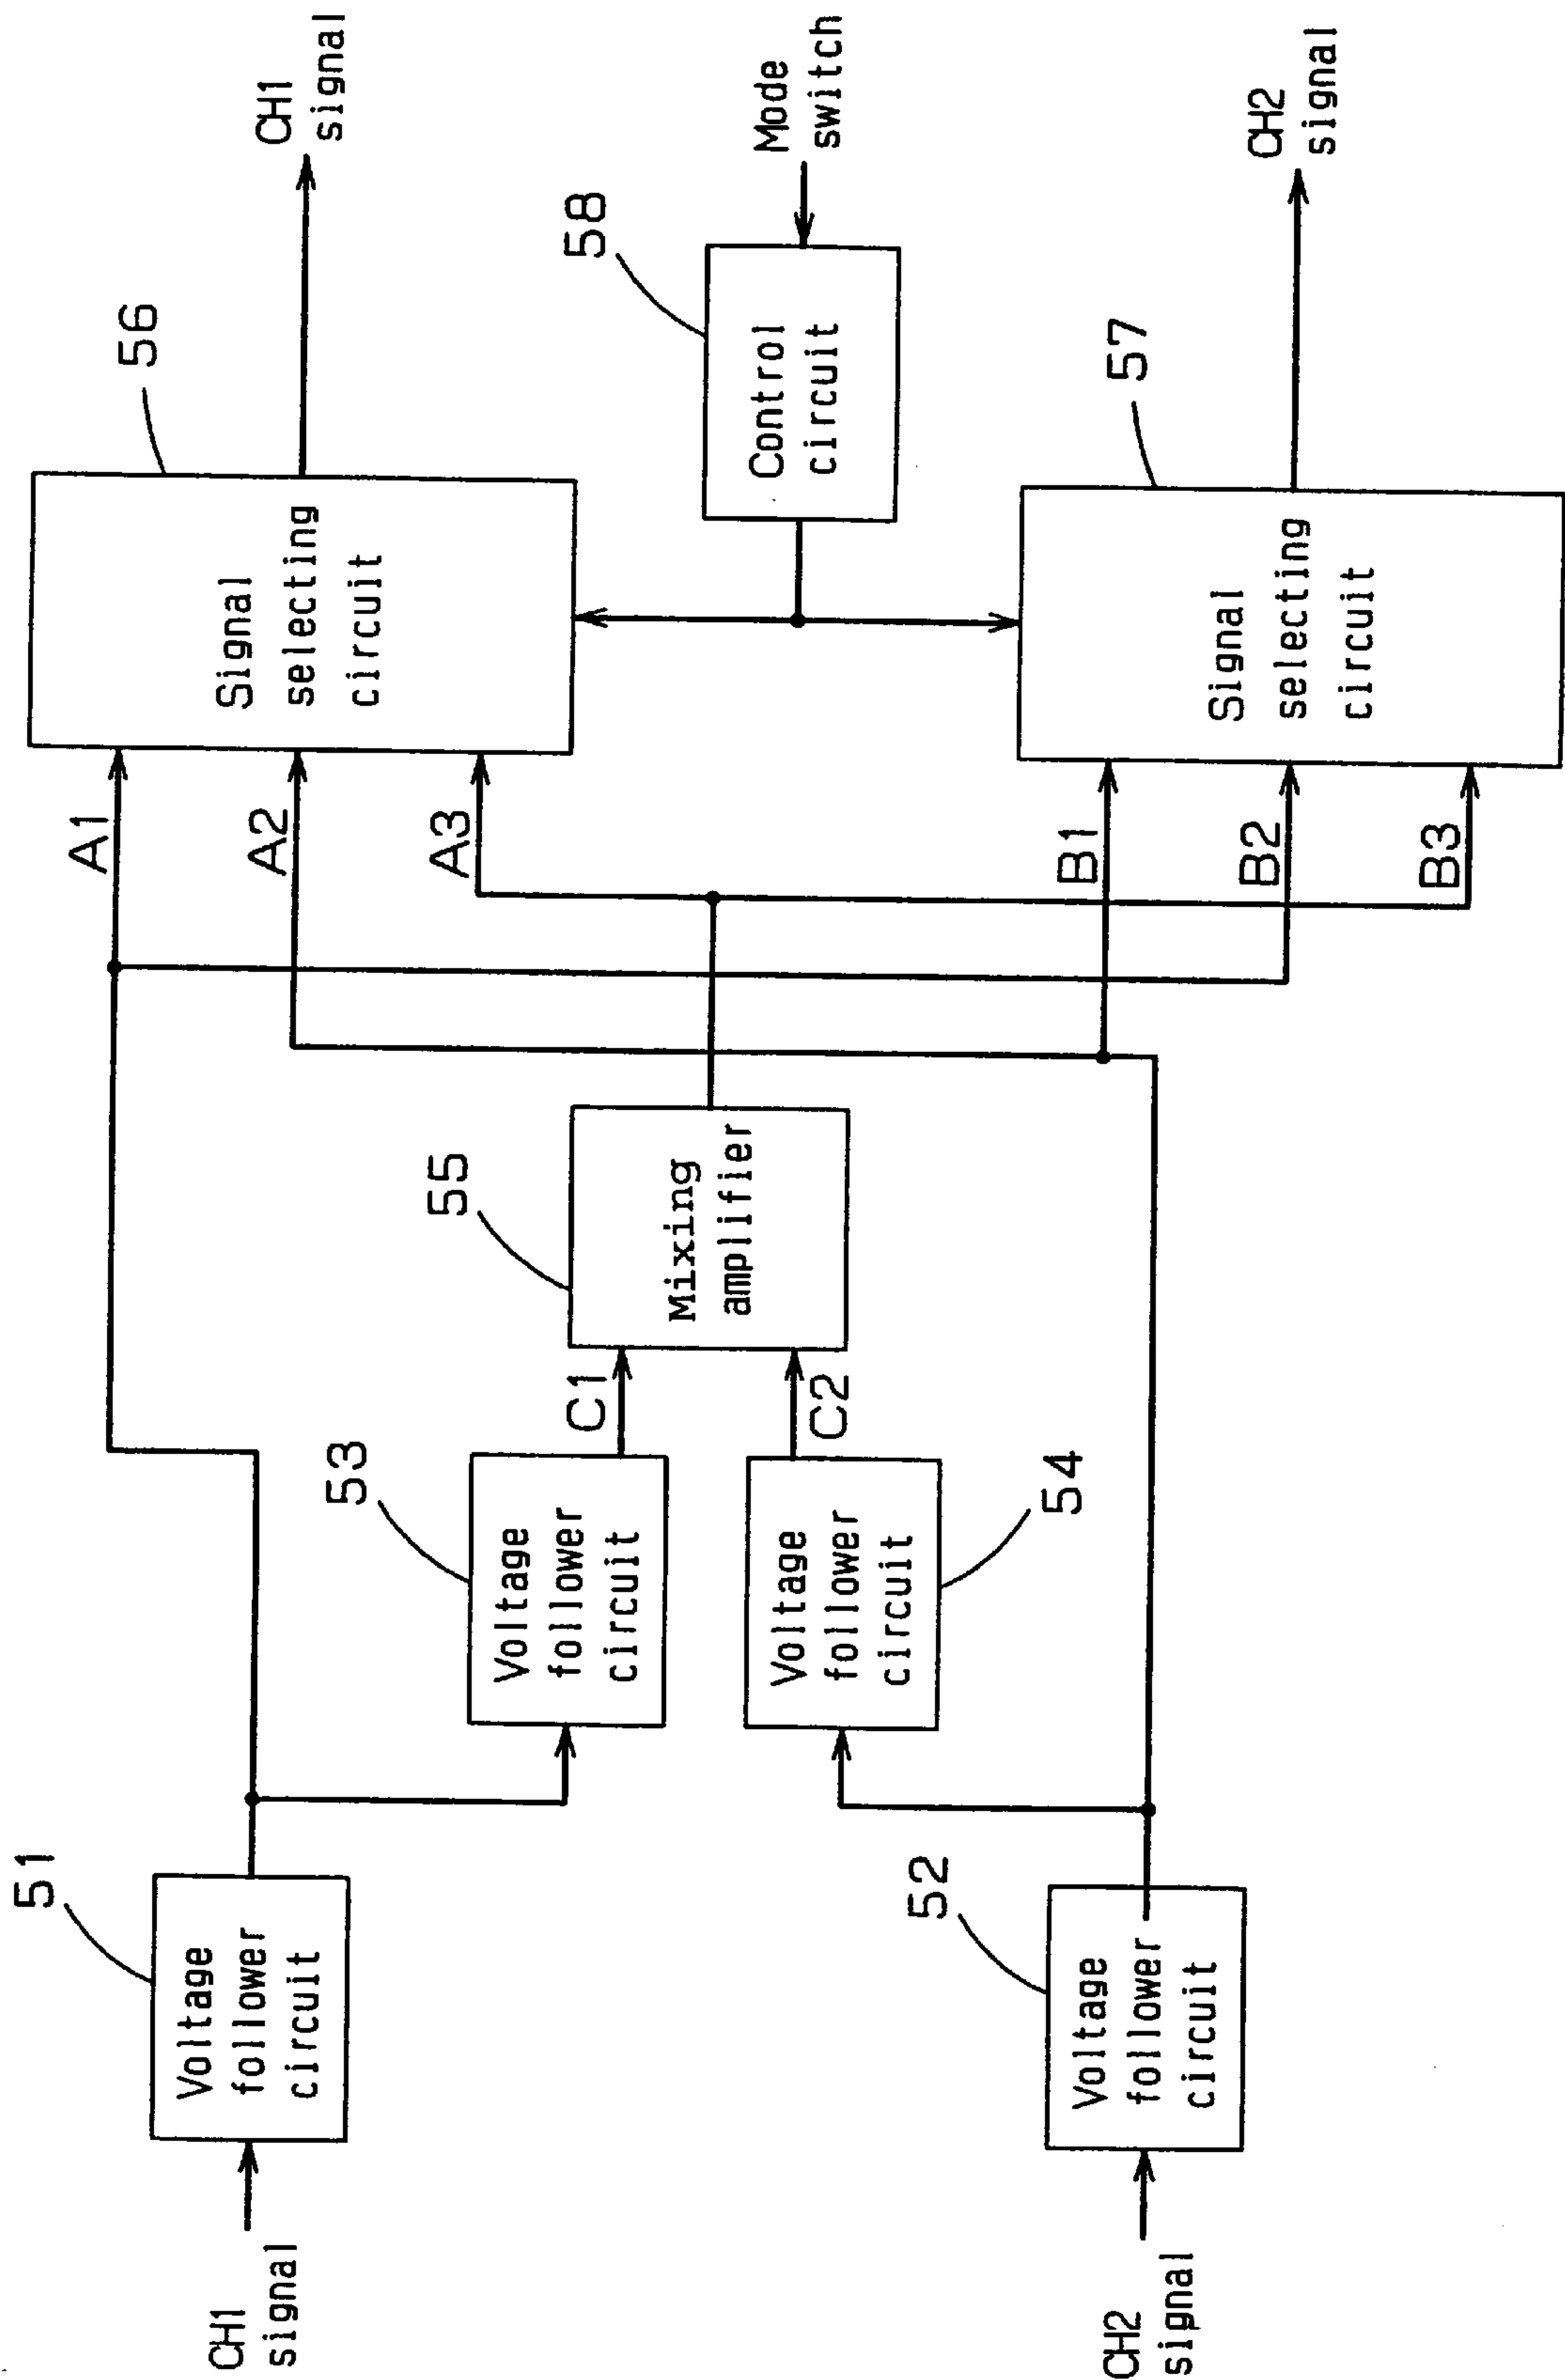 CH1
signal
51
Voltage
follower
circuit
53
Voltage
follower
circuit
C1
55
Mixing
amplifier
A1
A2
A3
56
Signal
selecting
circuit
CH1
signal
58
Control
circuit
Mode
switch
CH2
signal
52
Voltage
follower
circuit
54
Voltage
follower
circuit
C2
B1
B2
B3
57
Signal
selecting
circuit
CH2
signal